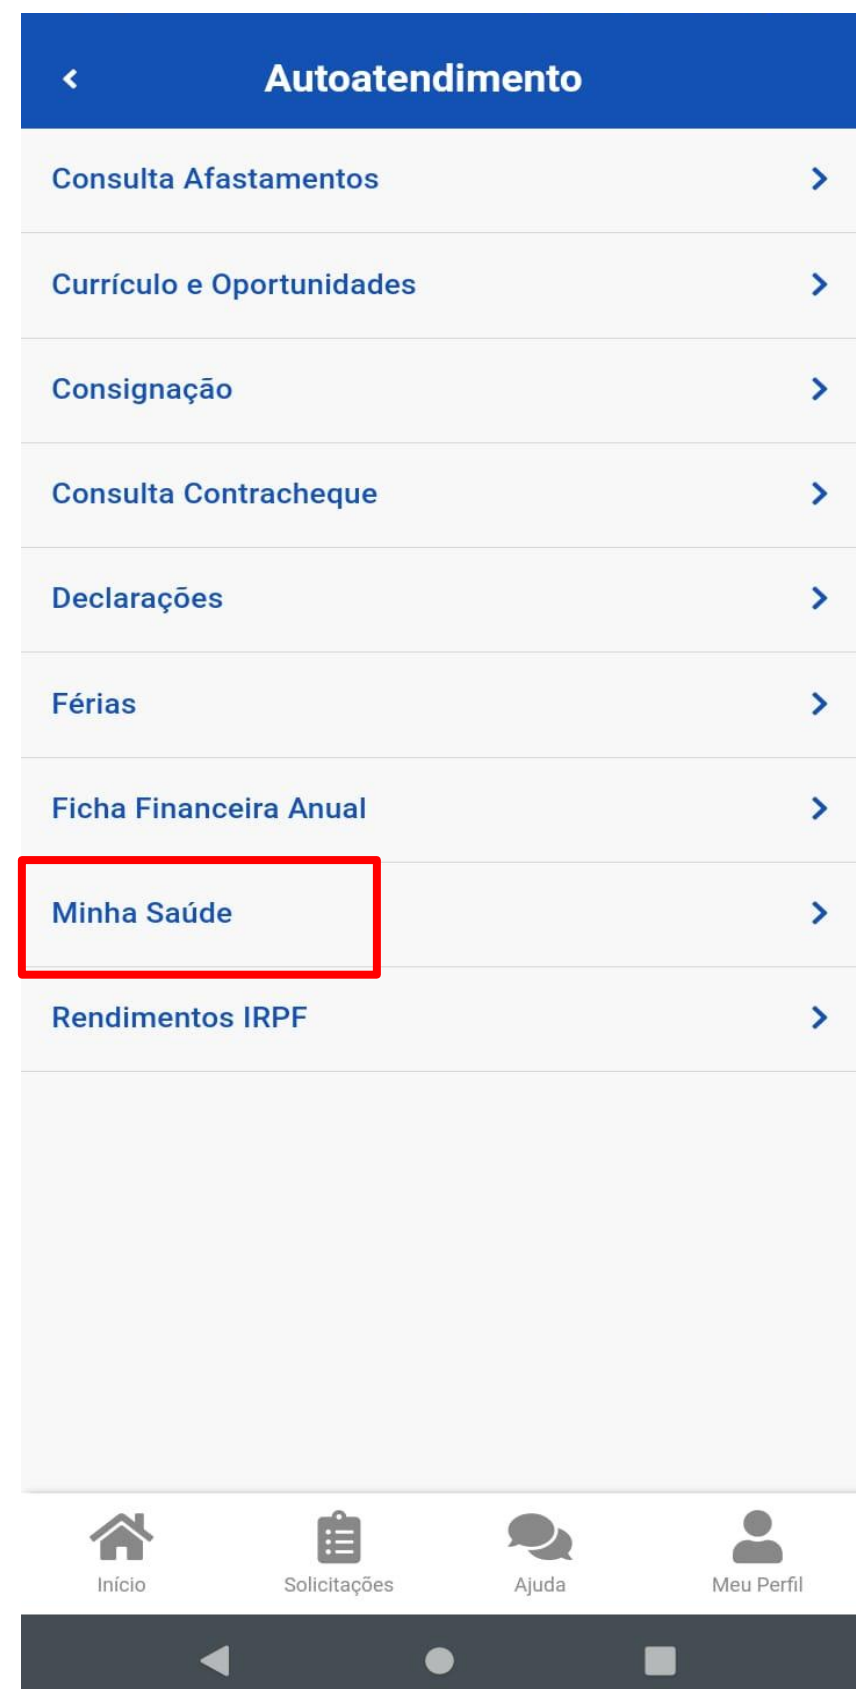 Autoatendimento
Consulta Afastamentos
Currículo e Oportunidades
Consignação
Consulta Contracheque
Declarações
Férias
Ficha Financeira Anual
Minha Saúde
Rendimentos IRPF
Início Solicitações Ajuda Meu Perfil